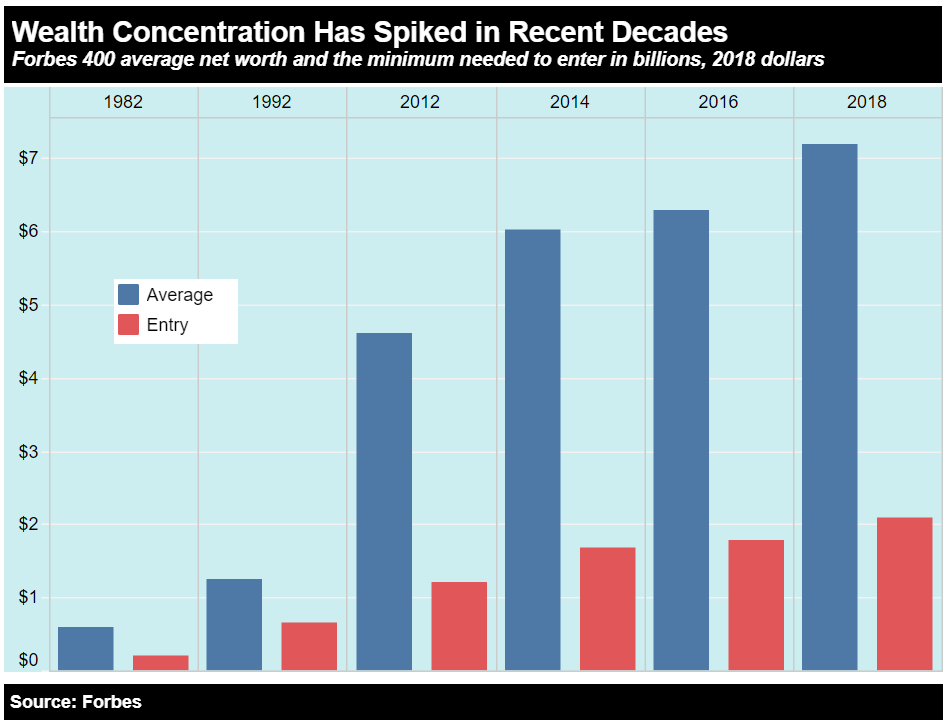 Wealth Concentration Has Spiked in Recent Decades
Forbes 400 average net worth and the minimum needed to enter in billions, 2018 dollars
1982 1992 2012 2014 2016 2018
$7
$6
$5
Average
Entry
$4
$3
$2
$1
$0
Source: Forbes